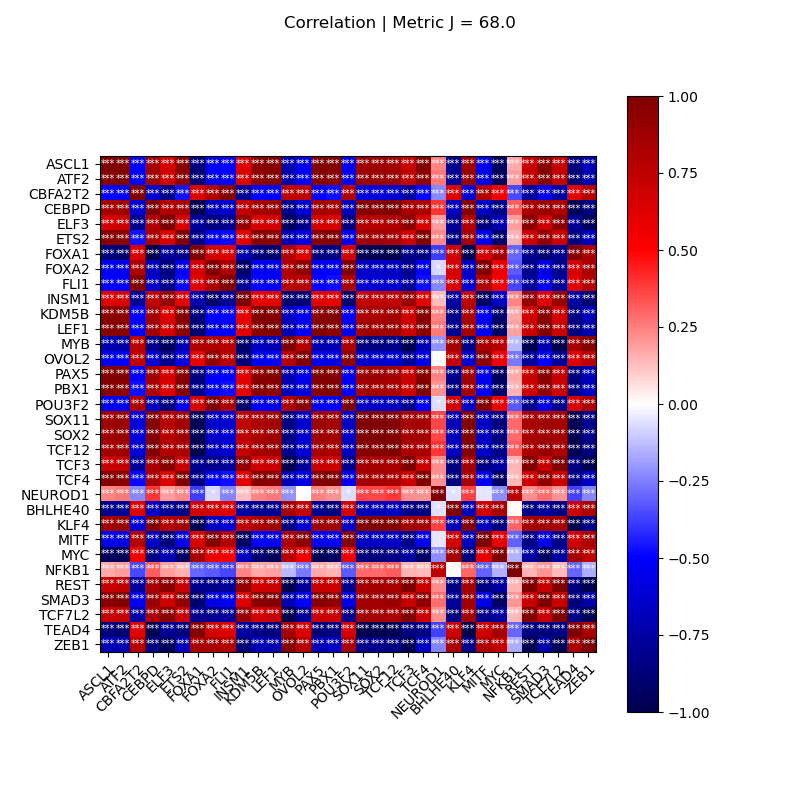 Correlation | Metric J = 68.0
ASCL1
ATF2
CBFA2T2
CEBPD
ELF3
ETS2
FOXA1
FOXA2
FLI1
INSM1
KDM5B
LEF1
MYB
OVOL2
PAX5
PBX1
POU3F2
SOX11
SOX2
TCF12
TCF3
TCF4
NEUROD1
BHLHE40
KLF4
MITF
MYC
NFKB1
REST
SMAD3
TCF7L2
TEAD4
ZEB1
ASCL1
ATF2
CBFA2T2
CEBPD
ELF3
ETS2
FOXA1
FOXA2
FLI1
INSM1
KDM5B
LEF1
MYB
OVOL2
PAX5
PBX1
POU3F2
SOX11
SOX2
TCF12
TCF3
TCF4
NEUROD1
BHLHE40
KLF4
MITF
MYC
NFKB1
REST
SMAD3
TCF7L2
TEAD4
ZEB1
1.00
0.75
0.50
0.25
0.00
−0.25
−0.50
−0.75
−1.00